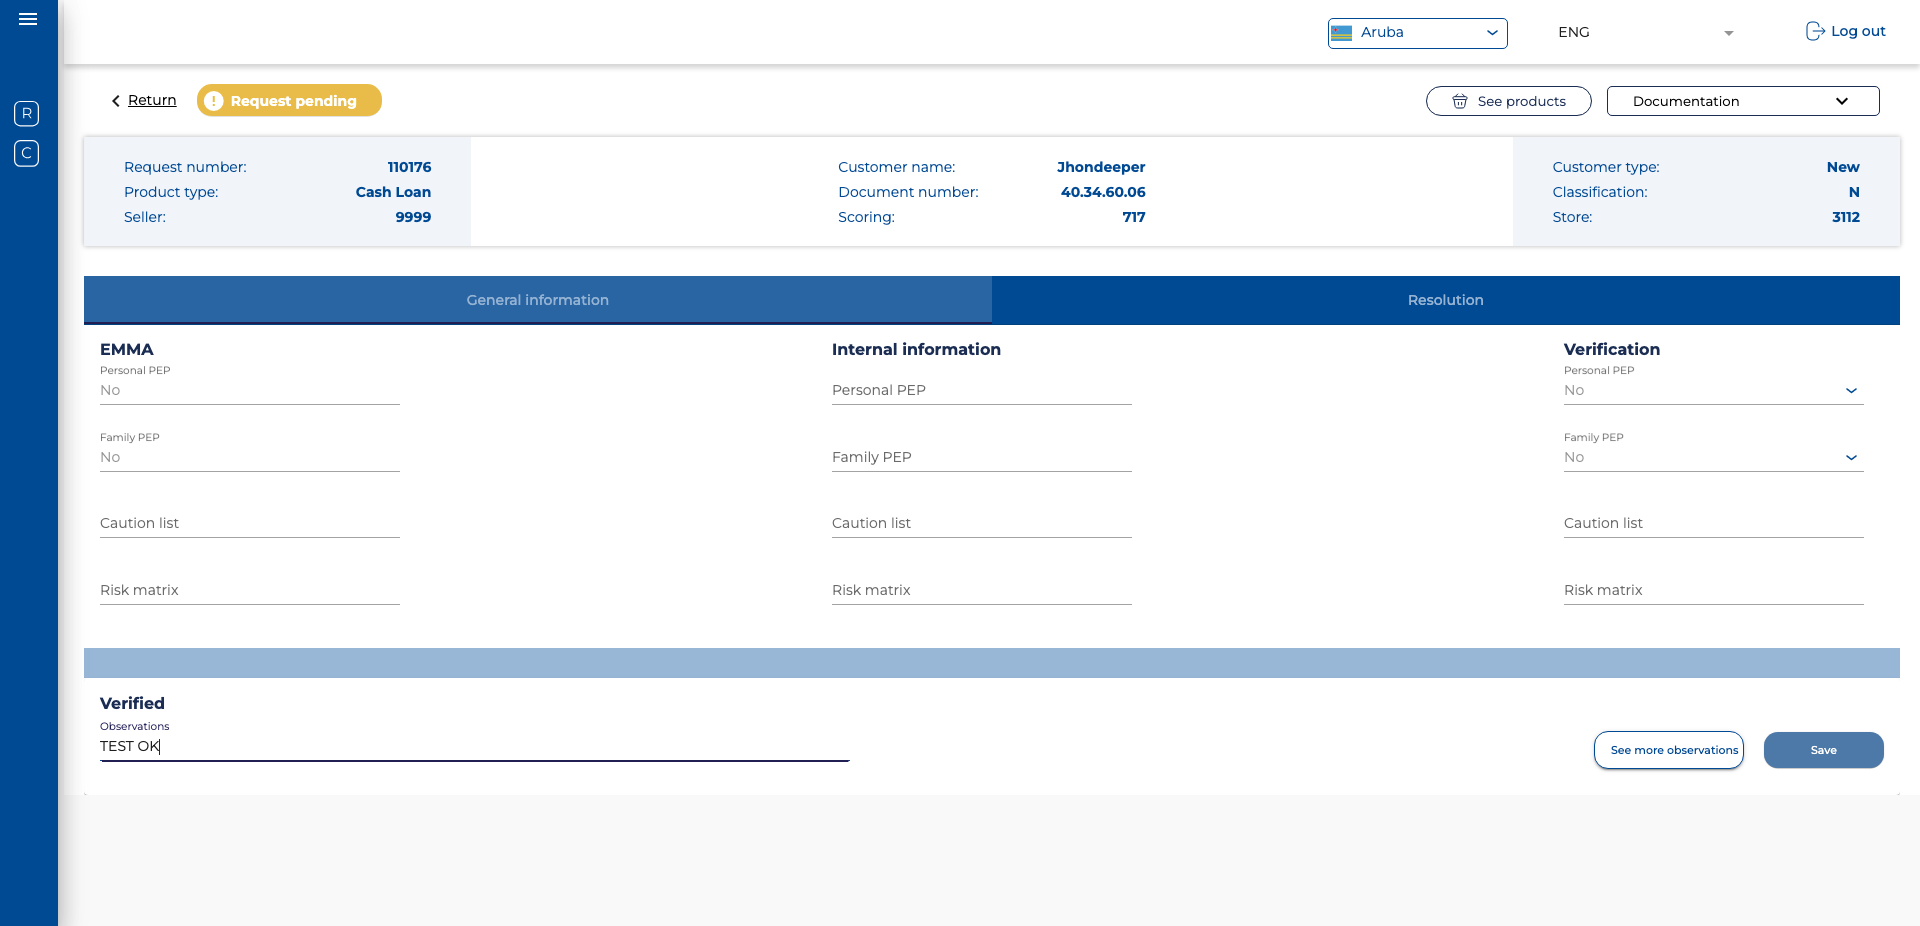 Aruba
ENG
Log out
R
C
Return
Request pending
See products
Documentation
Request number: 110176
Product type: Cash Loan
Seller: 9999
Customer name: Jhondeeper
Document number: 40.34.60.06
Scoring: 717
Customer type: New
Classification: N
Store: 3112
General information
Resolution
EMMA
Personal PEP
No
Family PEP
No
Caution list
Risk matrix
Internal information
Personal PEP
Family PEP
Caution list
Risk matrix
Verification
Personal PEP
No
Family PEP
No
Caution list
Risk matrix
Verified
Observations
TEST OK
See more observations
Save